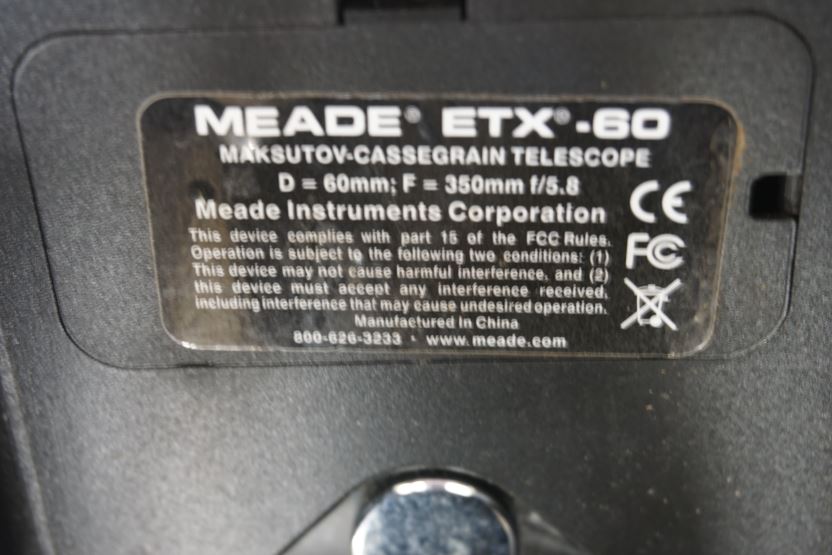 MEADE® ETX®-60
MAKSUTOV-CASSEGRAIN TELESCOPE
D = 60mm; F = 350mm f/5.8
Meade Instruments Corporation
This device complies with part 15 of the FCC Rules.
Operation is subject to the following two conditions: (1)
This device may not cause harmful interference, and (2)
this device must accept any interference received,
including interference that may cause undesired operation.
Manufactured in China
800-626-3233 · www.meade.com
CE
FC